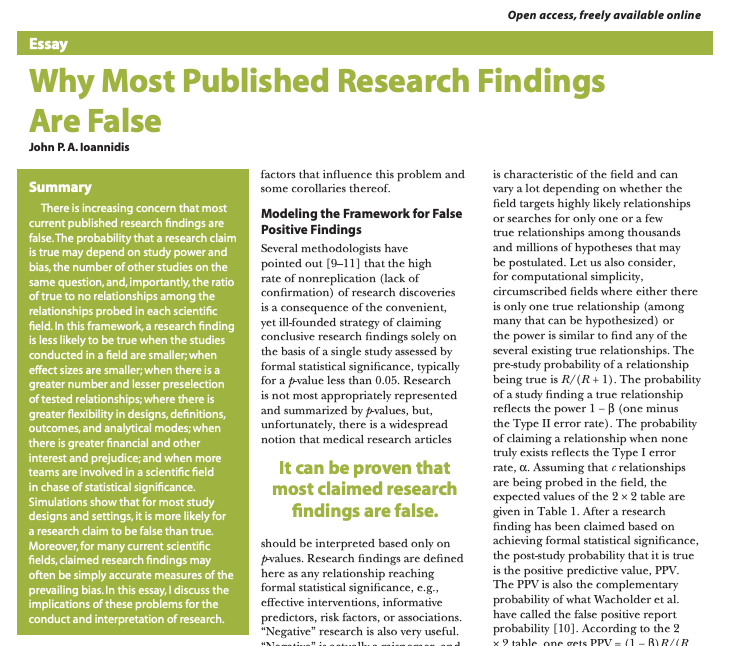 Open access, freely available online
Essay
Why Most Published Research Findings
Are False
John P. A. Ioannidis
Summary
There is increasing concern that most
current published research findings are
false. The probability that a research claim
is true may depend on study power and
bias, the number of other studies on the
same question, and, importantly, the ratio
of true to no relationships among the
relationships probed in each scientific
field. In this framework, a research finding
is less likely to be true when the studies
conducted in a field are smaller; when
effect sizes are smaller; when there is a
greater number and lesser preselection
of tested relationships; where there is
greater flexibility in designs, definitions,
outcomes, and analytical modes; when
there is greater financial and other
interest and prejudice; and when more
teams are involved in a scientific field
in chase of statistical significance.
Simulations show that for most study
designs and settings, it is more likely for
a research claim to be false than true.
Moreover, for many current scientific
fields, claimed research findings may
often be simply accurate measures of the
prevailing bias. In this essay, I discuss the
implications of these problems for the
conduct and interpretation of research.
factors that influence this problem and
some corollaries thereof.
Modeling the Framework for False
Positive Findings
Several methodologists have
pointed out [9–11] that the high
rate of nonreplication (lack of
confirmation) of research discoveries
is a consequence of the convenient,
yet ill-founded strategy of claiming
conclusive research findings solely on
the basis of a single study assessed by
formal statistical significance, typically
for a p-value less than 0.05. Research
is not most appropriately represented
and summarized by p-values, but,
unfortunately, there is a widespread
notion that medical research articles
It can be proven that
most claimed research
findings are false.
should be interpreted based only on
p-values. Research findings are defined
here as any relationship reaching
formal statistical significance, e.g.,
effective interventions, informative
predictors, risk factors, or associations.
“Negative” research is also very useful.
“Negative” is actually a misnomer, and
is characteristic of the field and can
vary a lot depending on whether the
field targets highly likely relationships
or searches for only one or a few
true relationships among thousands
and millions of hypotheses that may
be postulated. Let us also consider,
for computational simplicity,
circumscribed fields where either there
is only one true relationship (among
many that can be hypothesized) or
the power is similar to find any of the
several existing true relationships. The
pre-study probability of a relationship
being true is R/(R + 1). The probability
of a study finding a true relationship
reflects the power 1 − β (one minus
the Type II error rate). The probability
of claiming a relationship when none
truly exists reflects the Type I error
rate, α. Assuming that c relationships
are being probed in the field, the
expected values of the 2 × 2 table are
given in Table 1. After a research
finding has been claimed based on
achieving formal statistical significance,
the post-study probability that it is true
is the positive predictive value, PPV.
The PPV is also the complementary
probability of what Wacholder et al.
have called the false positive report
probability [10]. According to the 2
× 2 table, one gets PPV = (1 − β)R/(R